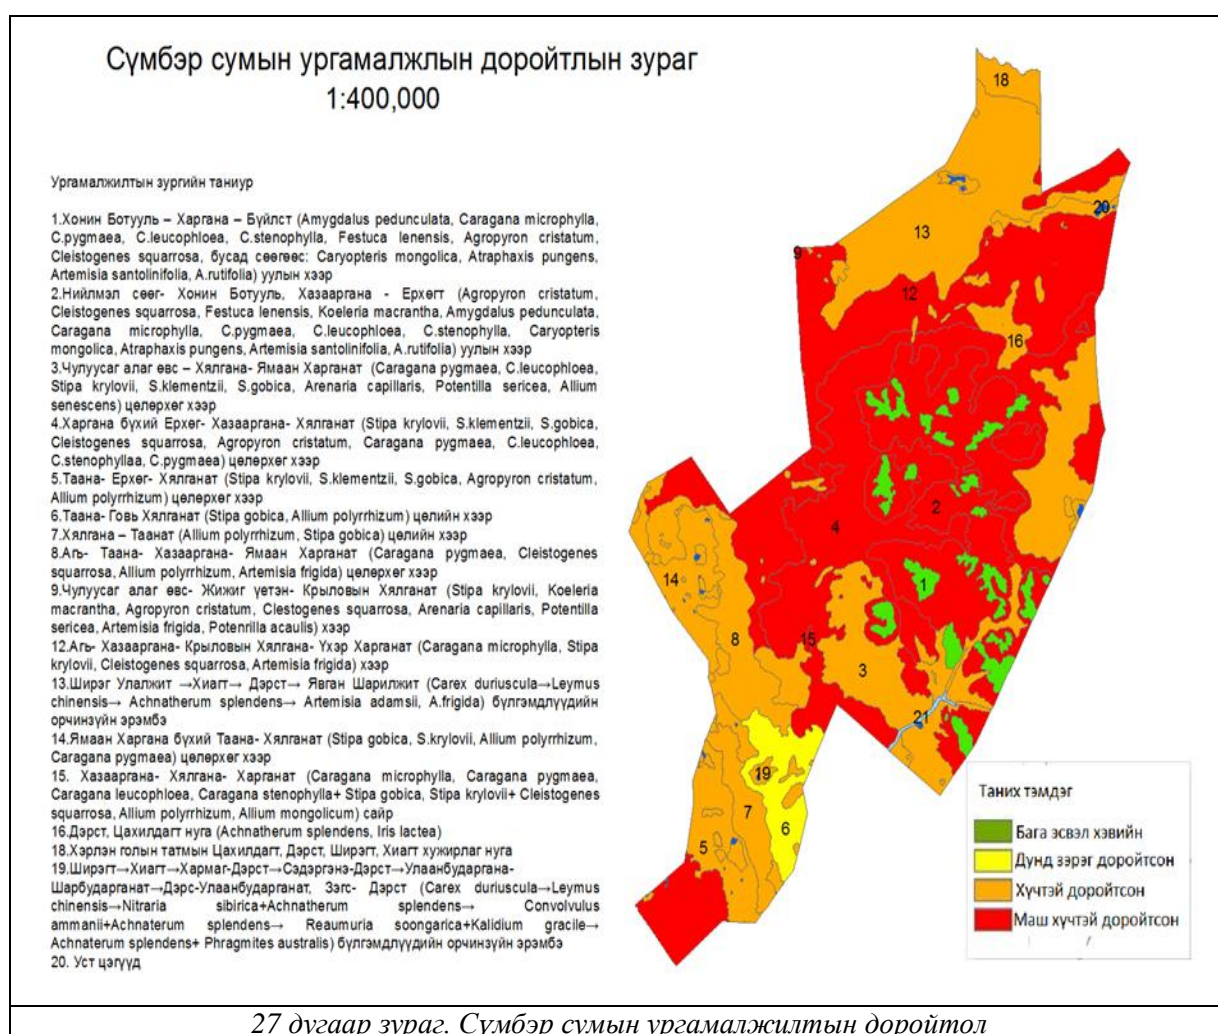 Сүмбэр сумын ургамалжлын доройтлын зураг
1:400,000
Ургамалжилтын зургийн таниур
1.Хонин Ботууль – Харгана – Бүйлст (Amygdalus pedunculata, Caragana microphylla,
C.pygmaea, C.leucophloea, C.stenophylla, Festuca lenensis, Agropyron cristatum,
Cleistogenes squarrosa, бусад сөөгөөс: Caryopteris mongolica, Atraphaxis pungens,
Artemisia santolinifolia, A.rutifolia) уулын хээр
2.Нийлмэл сөөг- Хонин Ботууль, Хазааргана - Ерхөгт (Agropyron cristatum,
Cleistogenes squarrosa, Festuca lenensis, Koeleria macrantha, Amygdalus pedunculata,
Caragana microphylla, C.pygmaea, C.leucophloea, C.stenophylla, Caryopteris
mongolica, Atraphaxis pungens, Artemisia santolinifolia, A.rutifolia) уулын хээр
3.Чулуусаг алаг өвс – Хялгана- Ямаан Харганат (Caragana pygmaea, C.leucophloea,
Stipa krylovii, S.klementzii, S.gobica, Arenaria capillaris, Potentilla sericea, Allium
senescens) цөлөрхөг хээр
4.Харгана бүхий Ерхөг- Хазааргана- Хялганат (Stipa krylovii, S.klementzii, S.gobica,
Cleistogenes squarrosa, Agropyron cristatum, Caragana pygmaea, C.leucophloea,
C.stenophyllaa, C.pygmaea) цөлөрхөг хээр
5.Таана- Ерхөг- Хялганат (Stipa krylovii, S.klementzii, S.gobica, Agropyron cristatum,
Allium polyrrhizum) цөлөрхөг хээр
6.Таана- Говь Хялганат (Stipa gobica, Allium polyrrhizum) цөлийн хээр
7.Хялгана – Таанат (Allium polyrrhizum, Stipa gobica) цөлийн хээр
8.Агь- Таана- Хазааргана- Ямаан Харганат (Caragana pygmaea, Cleistogenes
squarrosa, Allium polyrrhizum, Artemisia frigida) цөлөрхөг хээр
9.Чулуусаг алаг өвс- Жижиг үетэн- Крыловын Хялганат (Stipa krylovii, Koeleria
macrantha, Agropyron cristatum, Clestogenes squarrosa, Arenaria capillaris, Potentilla
sericea, Artemisia frigida, Potenrilla acaulis) хээр
12.Агь- Хазааргана- Крыловын Хялгана- Үхэр Харганат (Caragana microphylla, Stipa
krylovii, Cleistogenes squarrosa, Artemisia frigida) хээр
13.Ширэг Улалжит →Хиагт→ Дэрст→ Явган Шарилжит (Carex duriuscula→Leymus
chinensis→ Achnatherum splendens→ Artemisia adamsii, A.frigida) бүлгэмдлүүдийн
орчинзүйн эрэмбэ
14.Ямаан Харгана бүхий Таана- Хялганат (Stipa gobica, S.krylovii, Allium polyrrhizum,
Caragana pygmaea) цөлөрхөг хээр
15. Хазааргана- Хялгана- Харганат (Caragana microphylla, Caragana pygmaea,
Caragana leucophloea, Caragana stenophylla+ Stipa gobica, Stipa krylovii+ Cleistogenes
squarrosa, Allium polyrrhizum, Allium mongolicum) сайр
16.Дэрст, Цахилдагт нуга (Achnatherum splendens, Iris lactea)
18.Хэрлэн голын татмын Цахилдагт, Дэрст, Ширэгт, Хиагт хужирлаг нуга
19.Ширэгт→Хиагт→Хармаг-Дэрст→Сэдэргэнэ-Дэрст→Улаанбударгана-
Шарбударганат→Дэрс-Улаанбударганат, Зэгс- Дэрст (Carex duriuscula→Leymus
chinensis→Nitraria sibirica+Achnatherum splendens→ Convolvulus
ammanii+Achnaterum splendens→ Reaumuria soongarica+Kalidium gracile→
Achnaterum splendens+ Phragmites australis) бүлгэмдлүүдийн орчинзүйн эрэмбэ
20. Уст цэгүүд
18
20
13
9
12
16
2
4
14
1
15
8
3
21
19
7
6
5
Таних тэмдэг
Бага эсвэл хэвийн
Дунд зэрэг доройтсон
Хүчтэй доройтсон
Маш хүчтэй доройтсон
27 дугаар зураг. Сүмбэр сумын ургамалжилтын доройтол